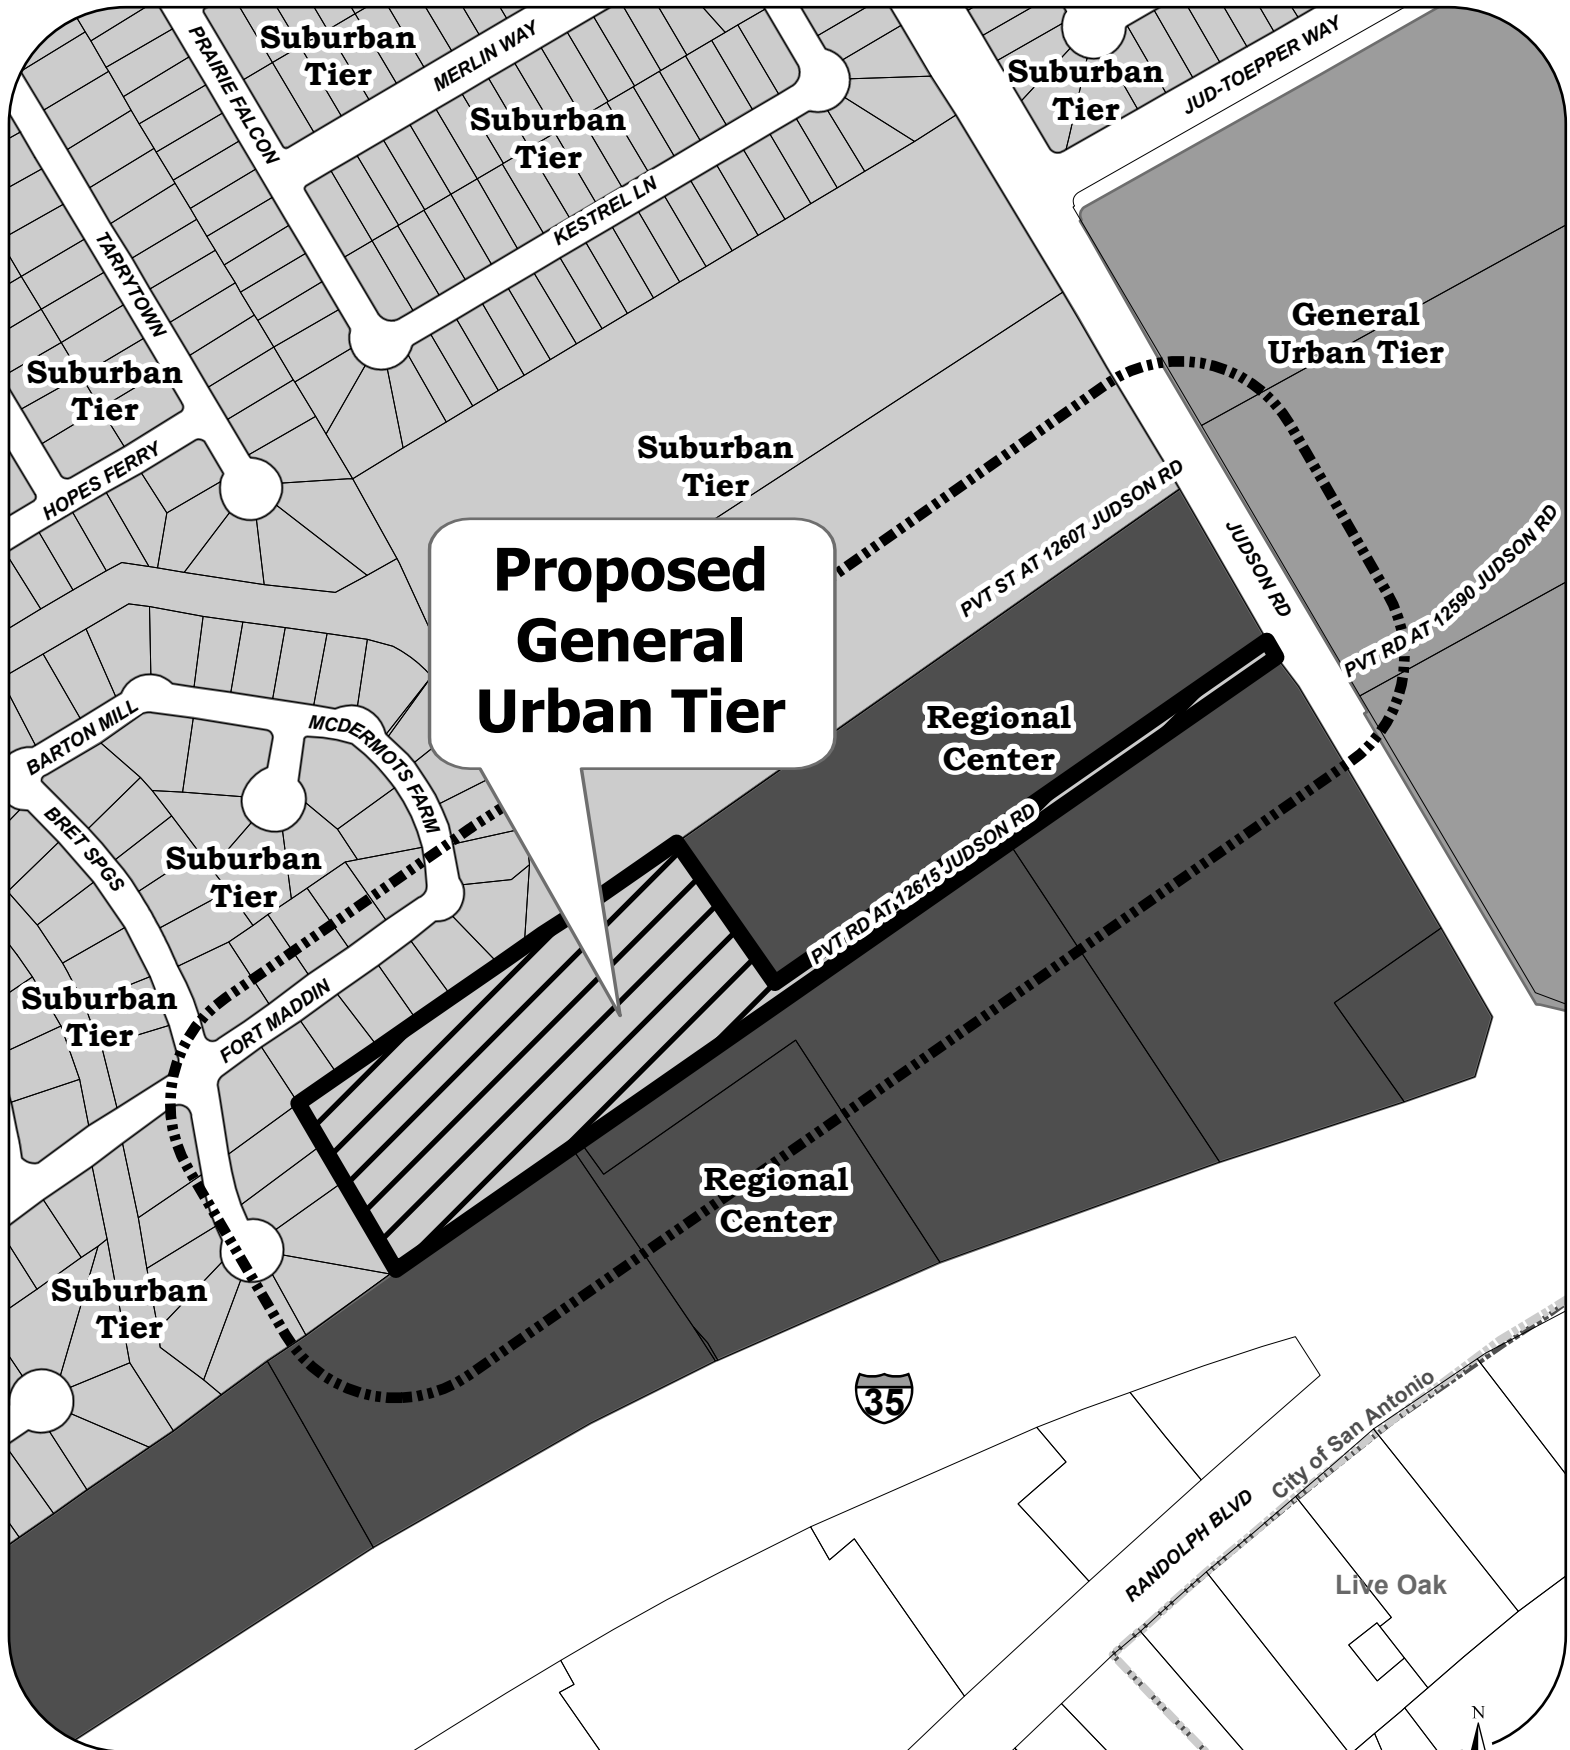 Suburban
Tier
PRAIRIE FALCON
MERLIN WAY
Suburban
Tier
Suburban
Tier
JUD-TOEPPER WAY
KESTREL LN
TARRYTOWN
General
Urban Tier
Suburban
Tier
HOPES FERRY
Suburban
Tier
PVT ST AT 12607 JUDSON RD
JUDSON RD
PVT RD AT 12590 JUDSON RD
Proposed
General
Urban Tier
BARTON MILL
MCDERMOTS FARM
Regional
Center
BRET SPGS
Suburban
Tier
PVT RD AT 12615 JUDSON RD
Suburban
Tier
FORT MADDIN
Regional
Center
Suburban
Tier
35
City of San Antonio
RANDOLPH BLVD
Live Oak
N